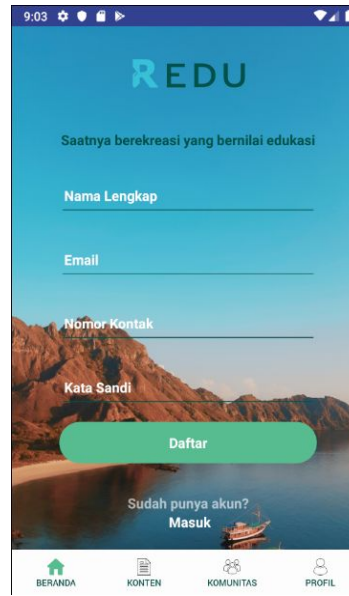 9:03
REDU
Saatnya berekreasi yang bernilai edukasi
Nama Lengkap
Email
Nomor Kontak
Kata Sandi
Daftar
Sudah punya akun?
Masuk
BERANDA KONTEN KOMUNITAS PROFIL